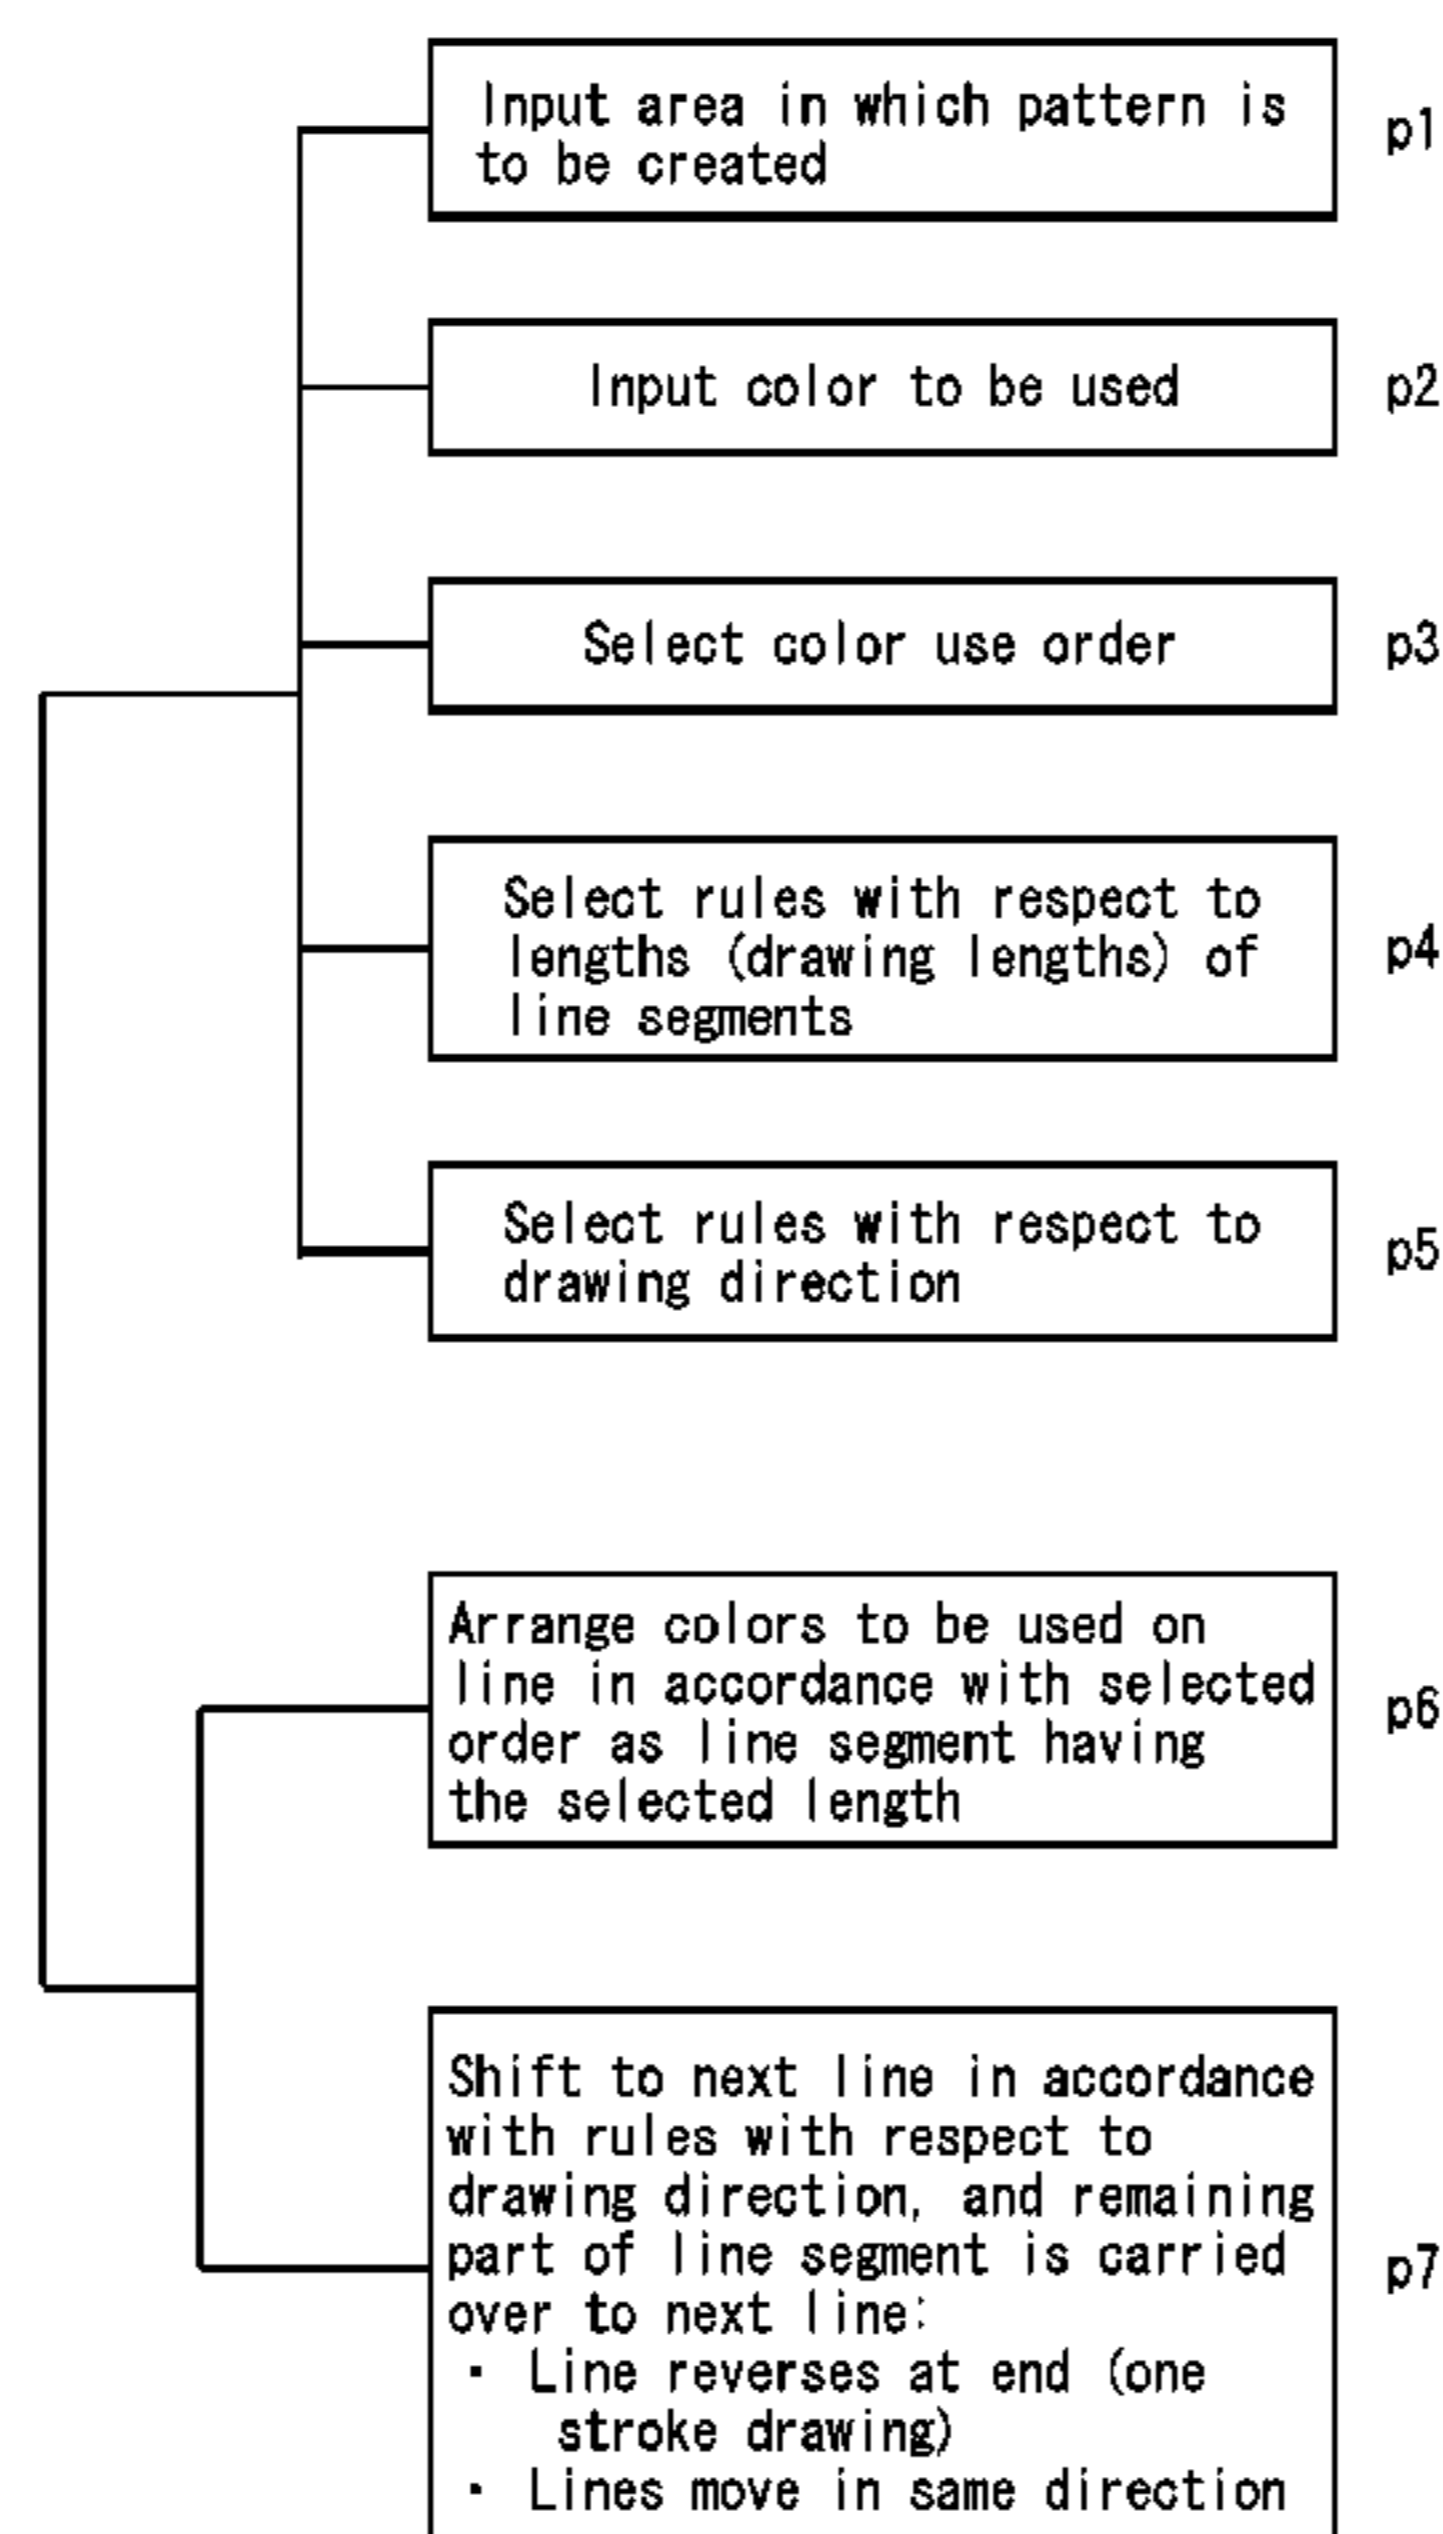 Input area in which pattern is
to be created
p1
Input color to be used
p2
Select color use order
p3
Select rules with respect to
lengths (drawing lengths) of
line segments
p4
Select rules with respect to
drawing direction
p5
Arrange colors to be used on
line in accordance with selected
order as line segment having
the selected length
p6
Shift to next line in accordance
with rules with respect to
drawing direction, and remaining
part of line segment is carried
over to next line:
・ Line reverses at end (one
stroke drawing)
・ Lines move in same direction
p7